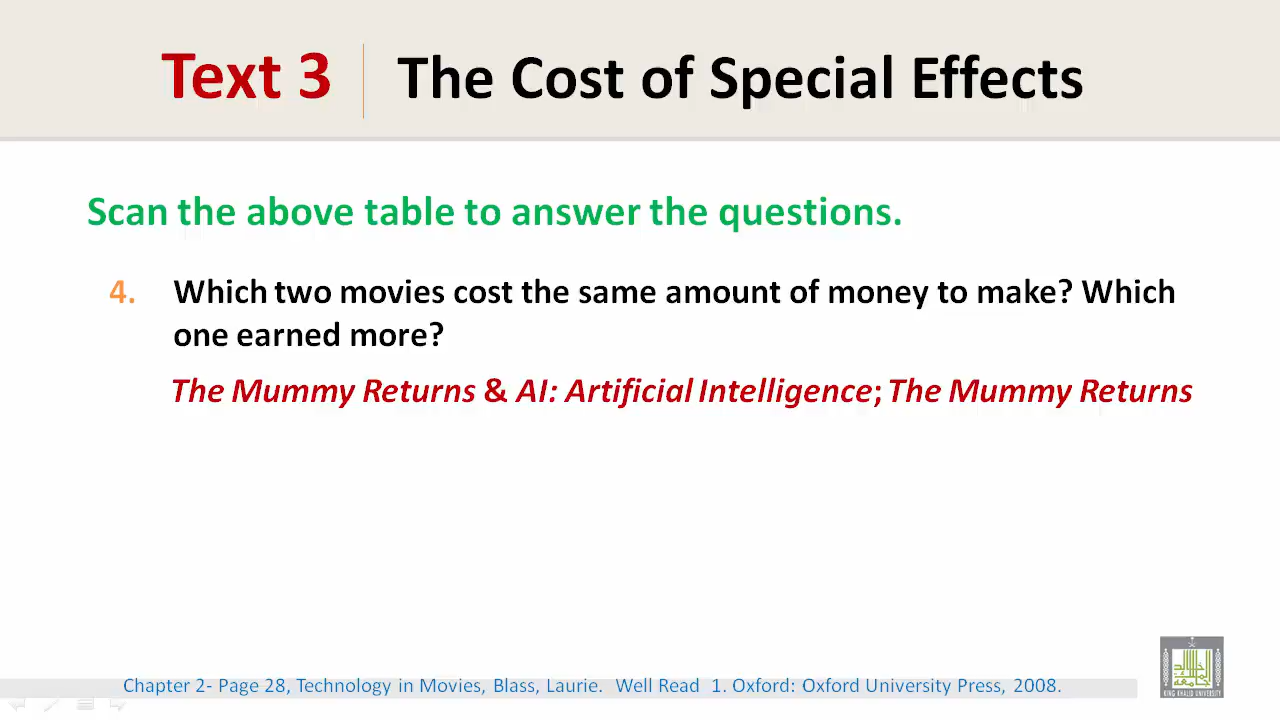 Text 3 The Cost of Special Effects
Scan the above table to answer the questions.
4. Which two movies cost the same amount of money to make? Which
one earned more?
The Mummy Returns & AI: Artificial Intelligence; The Mummy Returns
Chapter 2- Page 28, Technology in Movies, Blass, Laurie. Well Read 1. Oxford: Oxford University Press, 2008.
KING KHALID UNIVERSITY